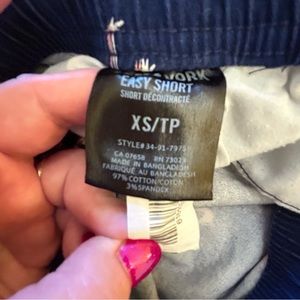 WORK
EASY SHORT
SHORT DÉCONTRACTÉ
XS/TP
STYLE# 34-91-7975
CA 07658 RN 73023
MADE IN BANGLADESH
FABRIQUÉ AU BANGLADESH
97% COTTON/COTON
3% SPANDEX